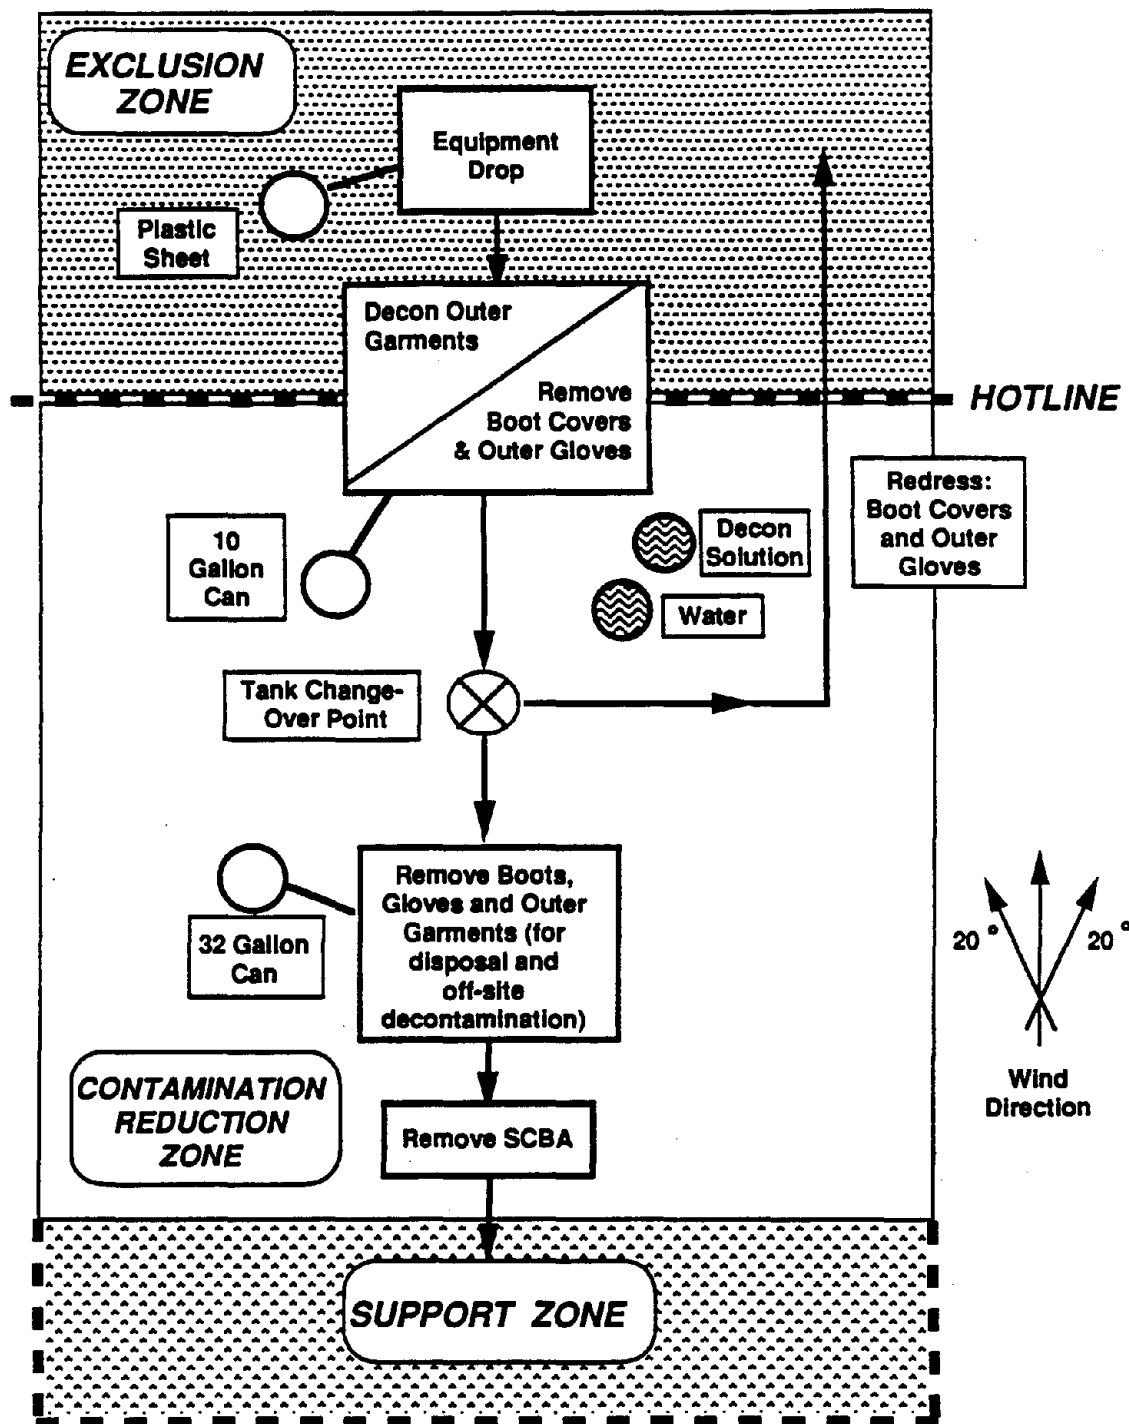 EXCLUSION
ZONE
Equipment
Drop
Plastic
Sheet
Decon Outer
Garments
Remove
Boot Covers
& Outer Gloves
HOTLINE
Redress:
Boot Covers
and Outer
Gloves
10
Gallon
Can
Decon
Solution
Water
Tank Change-
Over Point
Remove Boots,
Gloves and Outer
Garments (for
disposal and
off-site
decontamination)
32 Gallon
Can
20 °
20 °
Wind
Direction
CONTAMINATION
REDUCTION
ZONE
Remove SCBA
SUPPORT ZONE